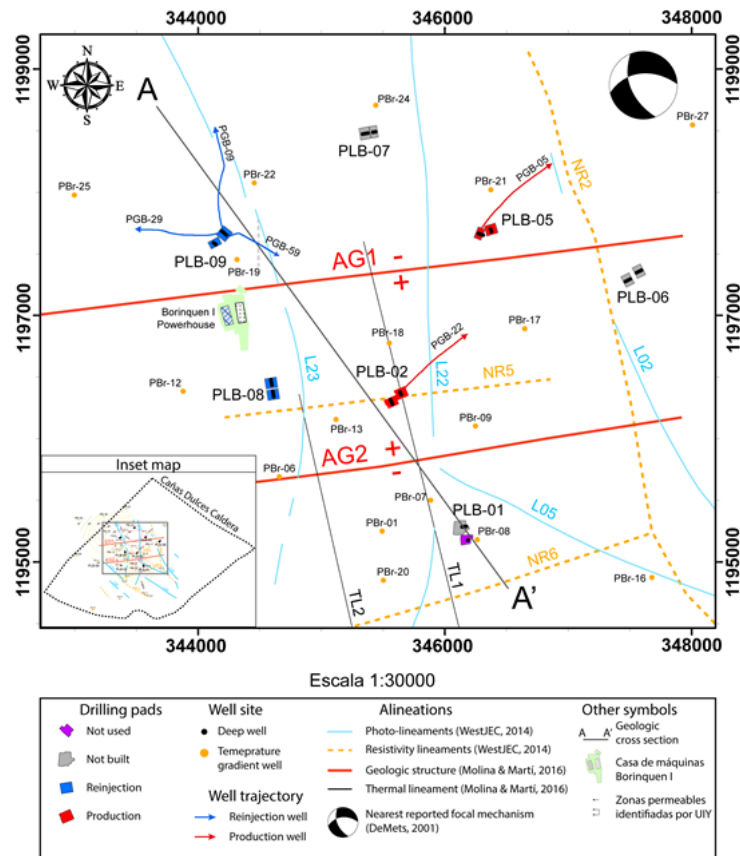 344000
346000
348000
1199000
1197000
1195000
N
W
E
S
A
PBr-24
PBr-27
PGB-09
PLB-07
PGB-05
PBr-25
PBr-22
PBr-21
NR2
PGB-29
PLB-05
PGB-59
PLB-09
PBr-19
AG1
-
+
PLB-06
Borinquen I
Powerhouse
PBr-18
PBr-17
PGB-22
L23
PLB-02
L22
L02
PBr-12
PLB-08
NR5
PBr-13
PBr-09
AG2
+
-
PBr-06
Inset map
Cañas Dulces Caldera
PBr-07
PLB-01
PBr-01
PBr-08
L05
PBr-20
NR6
PBr-16
TL2
TL1
A'
1199000
1197000
1195000
344000
346000
348000
Escala 1:30000
Drilling pads
Not used
Not built
Reinjection
Production
Well site
Deep well
Temeprature
gradient well
Well trajectory
Reinjection well
Production well
Alineations
Photo-lineaments (WestJEC, 2014)
Resistivity lineaments (WestJEC, 2014)
Geologic structure (Molina & Martí, 2016)
Thermal lineament (Molina & Martí, 2016)
Nearest reported focal mechanism
(DeMets, 2001)
Other symbols
A A' Geologic
cross section
Casa de máquinas
Borinquen I
Zonas permeables
identificadas por UIY